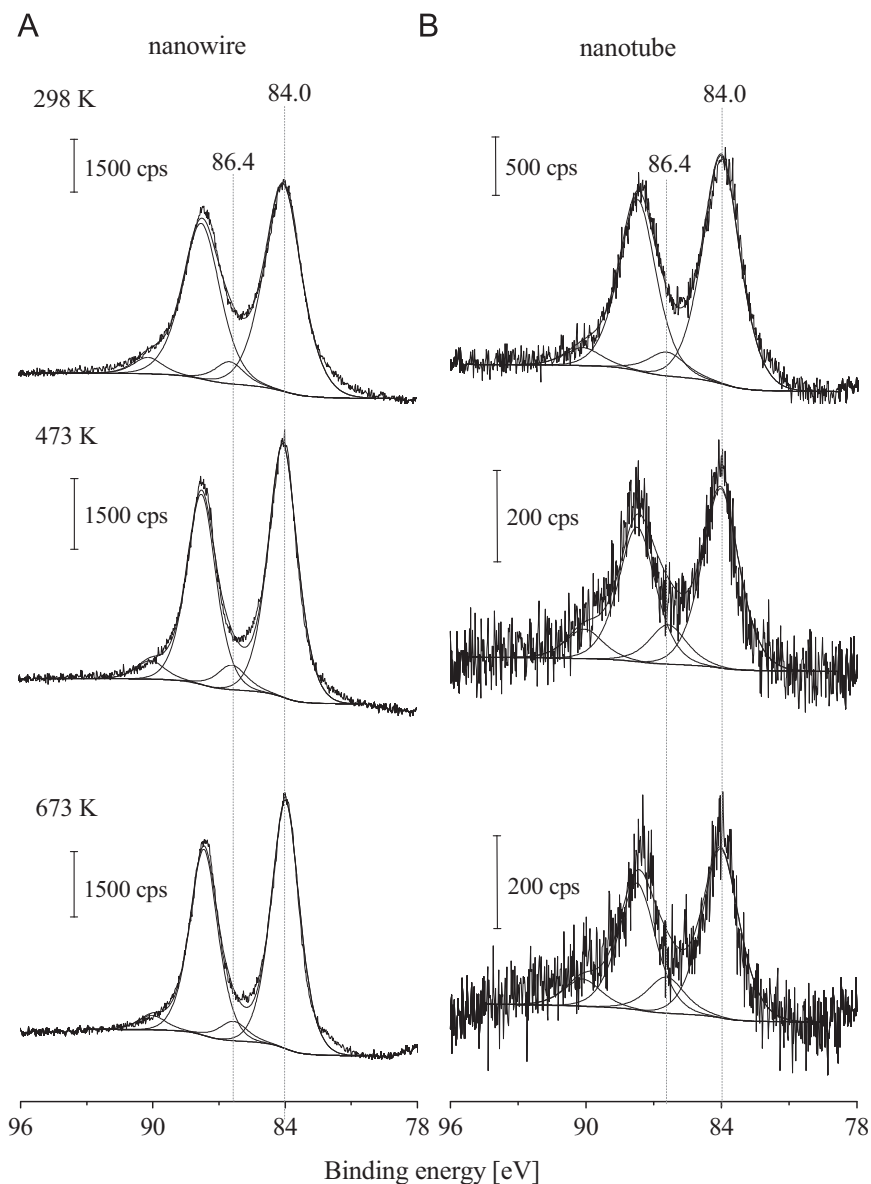 A
B
nanowire
nanotube
298 K
84.0
84.0
1500 cps
86.4
500 cps
86.4
473 K
1500 cps
200 cps
673 K
1500 cps
200 cps
96
90
84
78
96
90
84
78
Binding energy [eV]